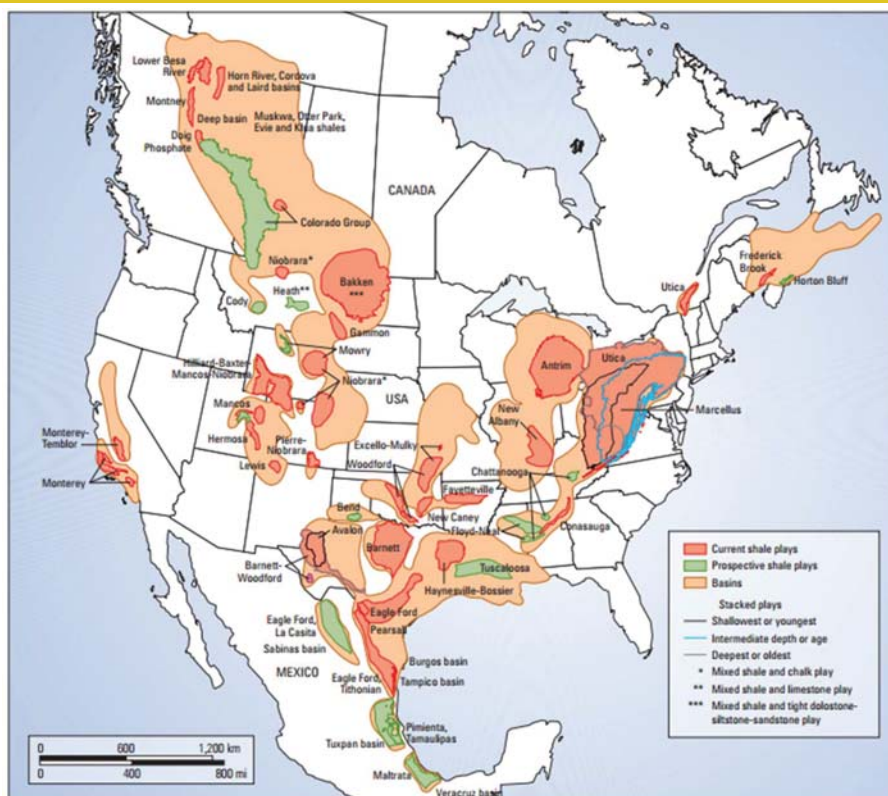 Lower Besa
River
Horn River, Cordova
and Laird basins
Montney
Deep basin
Muskwa, Otter Park,
Evie and Klua shales
Doig
Phosphate
CANADA
Colorado Group
Niobrara*
Bakken
***
Heath**
Cody
Gammon
Mowry
Hilliard-Baxter-
Mancos-Niobrara
Niobrara*
USA
Mancos
Hermosa
Pierre-
Niobrara
Lewis
Monterey-
Temblor
Monterey
Frederick
Brook
Horton Bluff
Utica
Antrim
Utica
Marcellus
New
Albany
Excello-Mulky
Woodford
Chattanooga
Fayetteville
New Caney
Floyd-Neal
Conasauga
Bend
Avalon
Barnett
Barnett-
Woodford
Tuscaloosa
Haynesville-Bossier
Eagle Ford
Pearsall
Eagle Ford,
La Casita
Sabinas basin
MEXICO
Burgos basin
Eagle Ford,
Tithonian
Tampico basin
Pimienta,
Tamaulipas
Tuxpan basin
Maltrata
Veracruz basin
Current shale plays
Prospective shale plays
Basins
Stacked plays
Shallowest or youngest
Intermediate depth or age
Deepest or oldest
* Mixed shale and chalk play
** Mixed shale and limestone play
*** Mixed shale and tight dolostone-
siltstone-sandstone play
0 600 1,200 km
0 400 800 mi